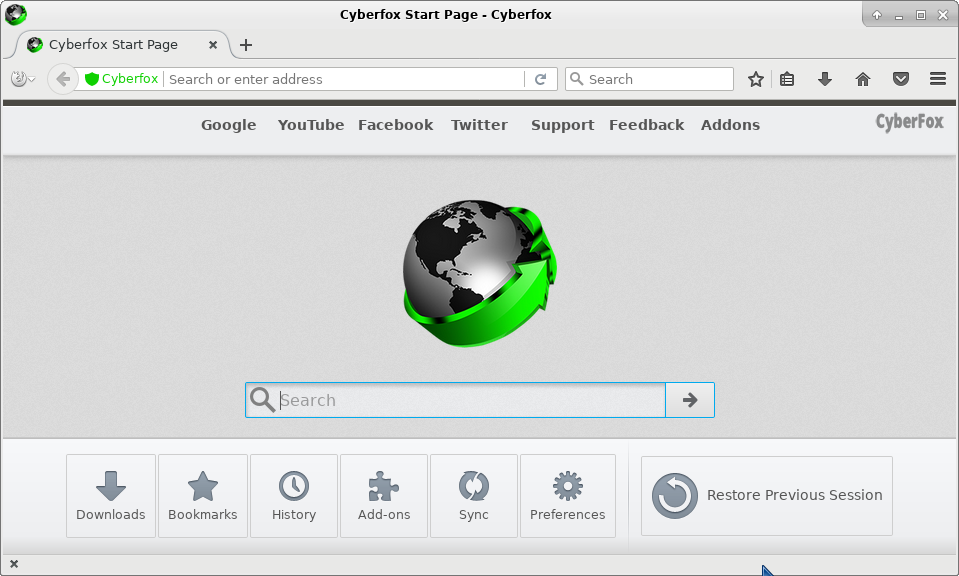 Cyberfox Start Page - Cyberfox
Cyberfox Start Page
Cyberfox Search or enter address Search
Google YouTube Facebook Twitter Support Feedback Addons CyberFox
Search
Downloads Bookmarks History Add-ons Sync Preferences Restore Previous Session